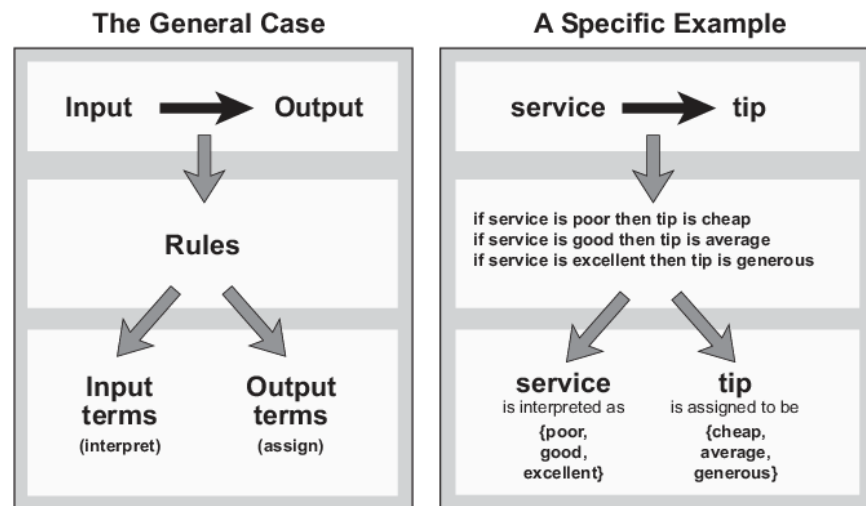 The General Case
Input
Output
Rules
Input
terms
(interpret)
Output
terms
(assign)
A Specific Example
service
tip
if service is poor then tip is cheap
if service is good then tip is average
if service is excellent then tip is generous
service
is interpreted as
{poor,
good,
excellent}
tip
is assigned to be
{cheap,
average,
generous}